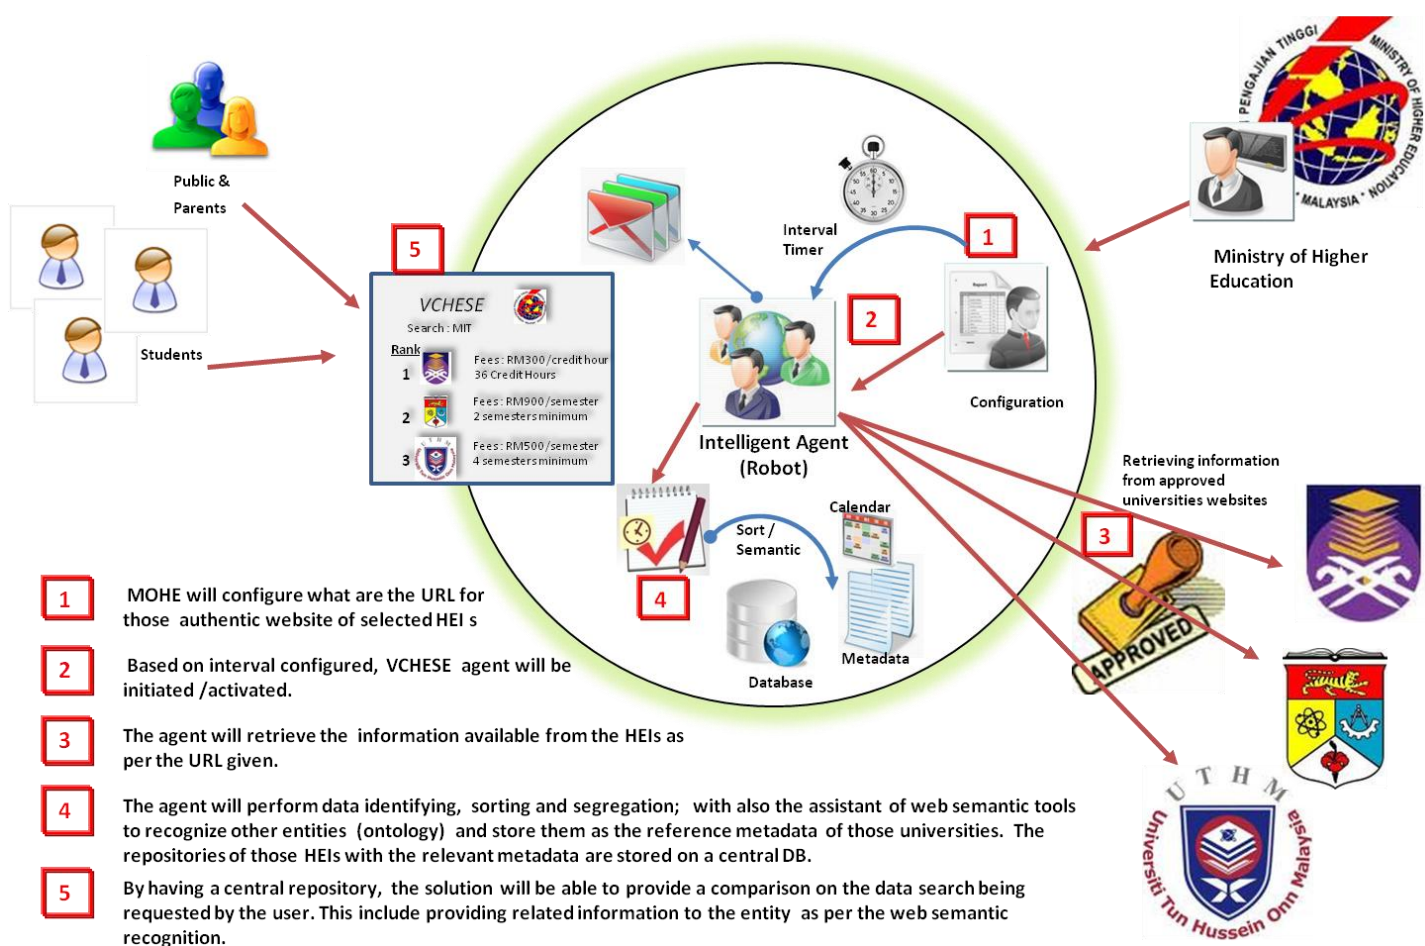 PENGAJIAN TINGGI
MINISTRY OF HIGHER EDUCATION
* MALAYSIA *
Public &
Parents
Students
Interval
Timer
1
Ministry of Higher
Education
5
VCHESE
Search : MIT
Rank
1
Fees : RM300/credit hour
36 Credit Hours
2
Fees : RM900/semester
2 semesters minimum
3
UTHM
Fees : RM500/semester
4 semesters minimum
2
Report
Configuration
Intelligent Agent
(Robot)
Retrieving information
from approved
universities websites
3
APPROVED
Calendar
Sort /
Semantic
4
Metadata
Database
UTHM
Universiti Tun Hussein Onn Malaysia
1
MOHE will configure what are the URL for
those authentic website of selected HEI s
2
Based on interval configured, VCHESE agent will be
initiated /activated.
3
The agent will retrieve the information available from the HEIs as
per the URL given.
4
The agent will perform data identifying, sorting and segregation; with also the assistant of web semantic tools
to recognize other entities (ontology) and store them as the reference metadata of those universities. The
repositories of those HEIs with the relevant metadata are stored on a central DB.
5
By having a central repository, the solution will be able to provide a comparison on the data search being
requested by the user. This include providing related information to the entity as per the web semantic
recognition.